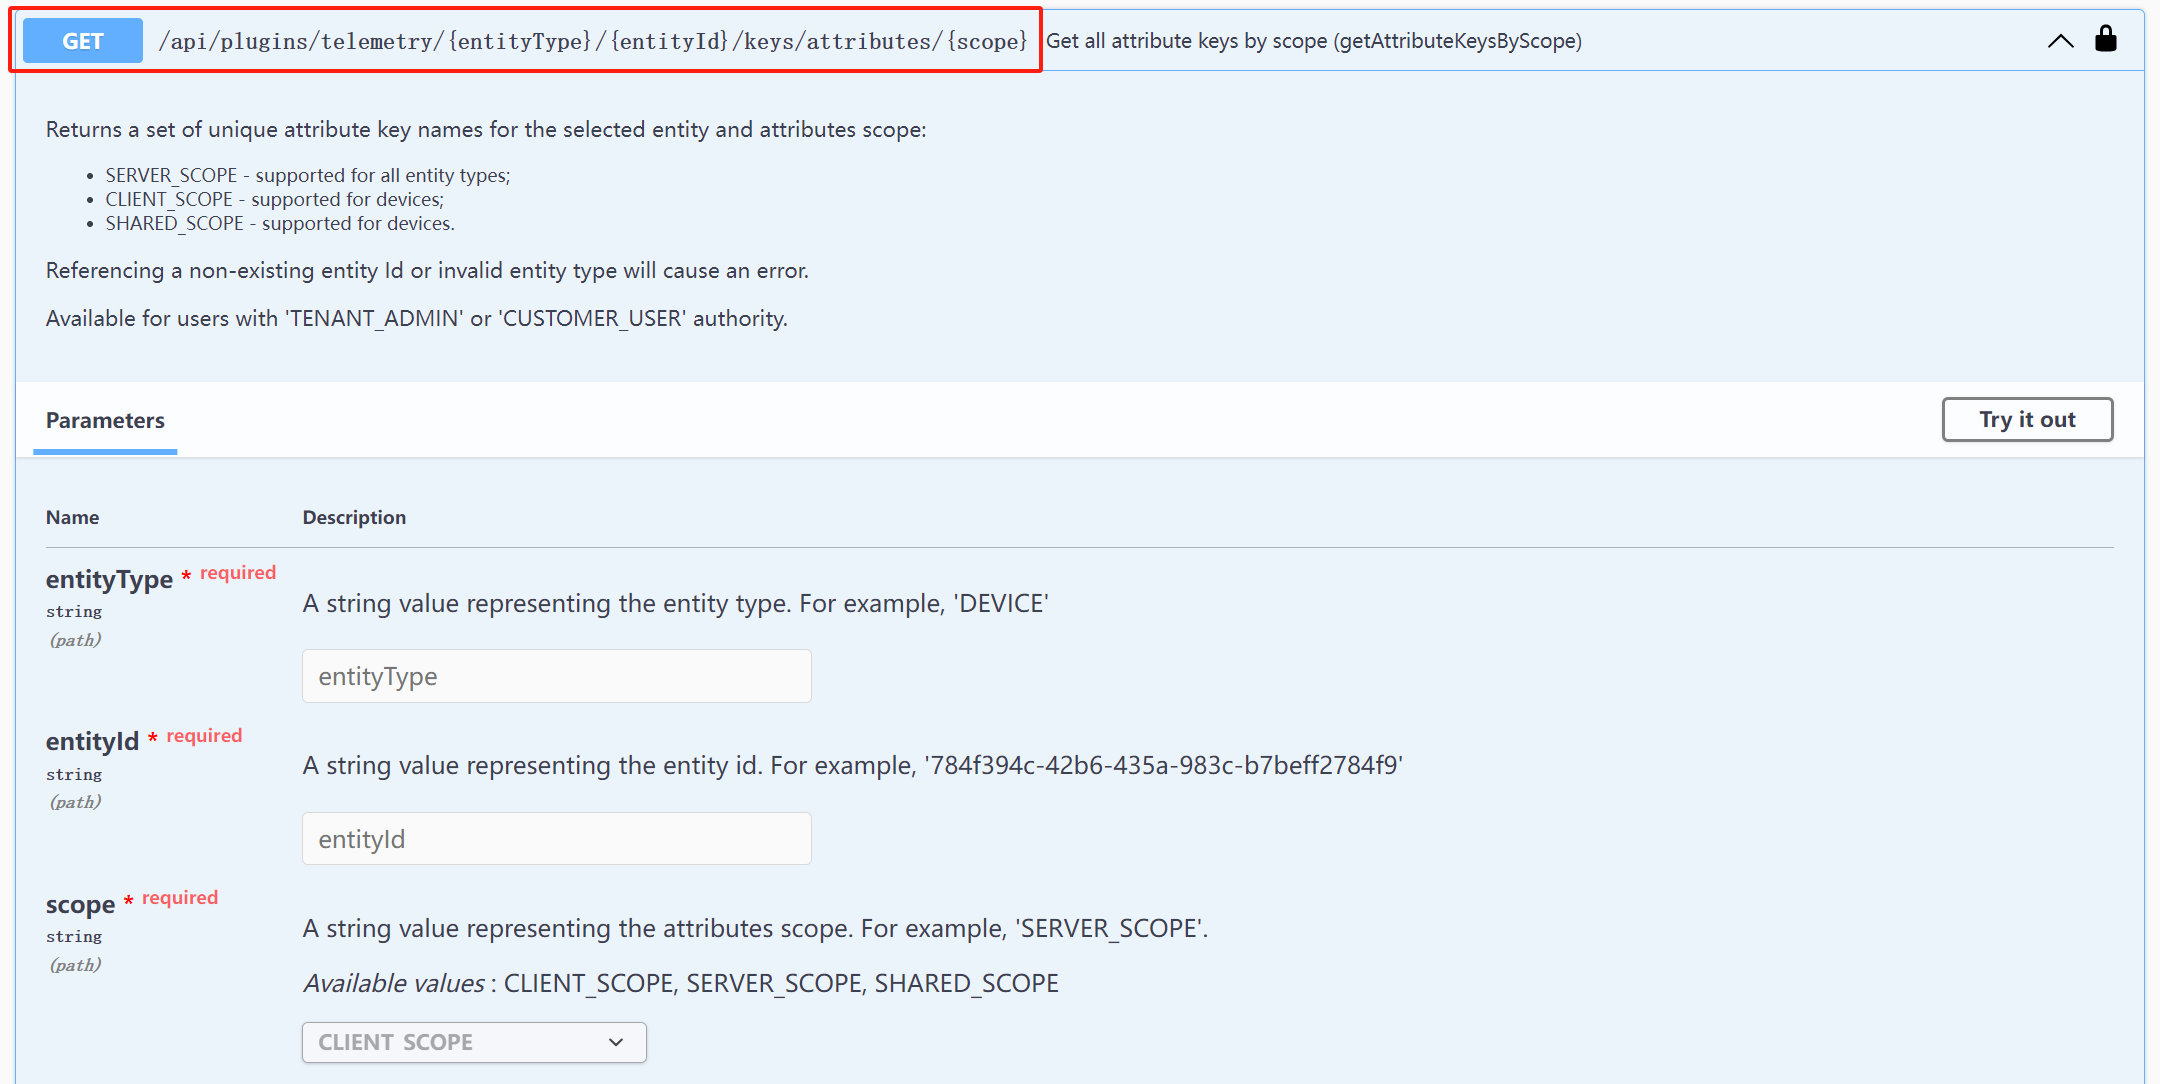 GET /api/plugins/telemetry/{entityType}/{entityId}/keys/attributes/{scope} Get all attribute keys by scope (getAttributeKeysByScope)
Returns a set of unique attribute key names for the selected entity and attributes scope:
• SERVER_SCOPE - supported for all entity types;
• CLIENT_SCOPE - supported for devices;
• SHARED_SCOPE - supported for devices.
Referencing a non-existing entity Id or invalid entity type will cause an error.
Available for users with 'TENANT_ADMIN' or 'CUSTOMER_USER' authority.
Parameters
Try it out
Name Description
entityType * required
string
(path)
A string value representing the entity type. For example, 'DEVICE'
entityType
entityId * required
string
(path)
A string value representing the entity id. For example, '784f394c-42b6-435a-983c-b7beff2784f9'
entityId
scope * required
string
(path)
A string value representing the attributes scope. For example, 'SERVER_SCOPE'.
Available values : CLIENT_SCOPE, SERVER_SCOPE, SHARED_SCOPE
CLIENT_SCOPE